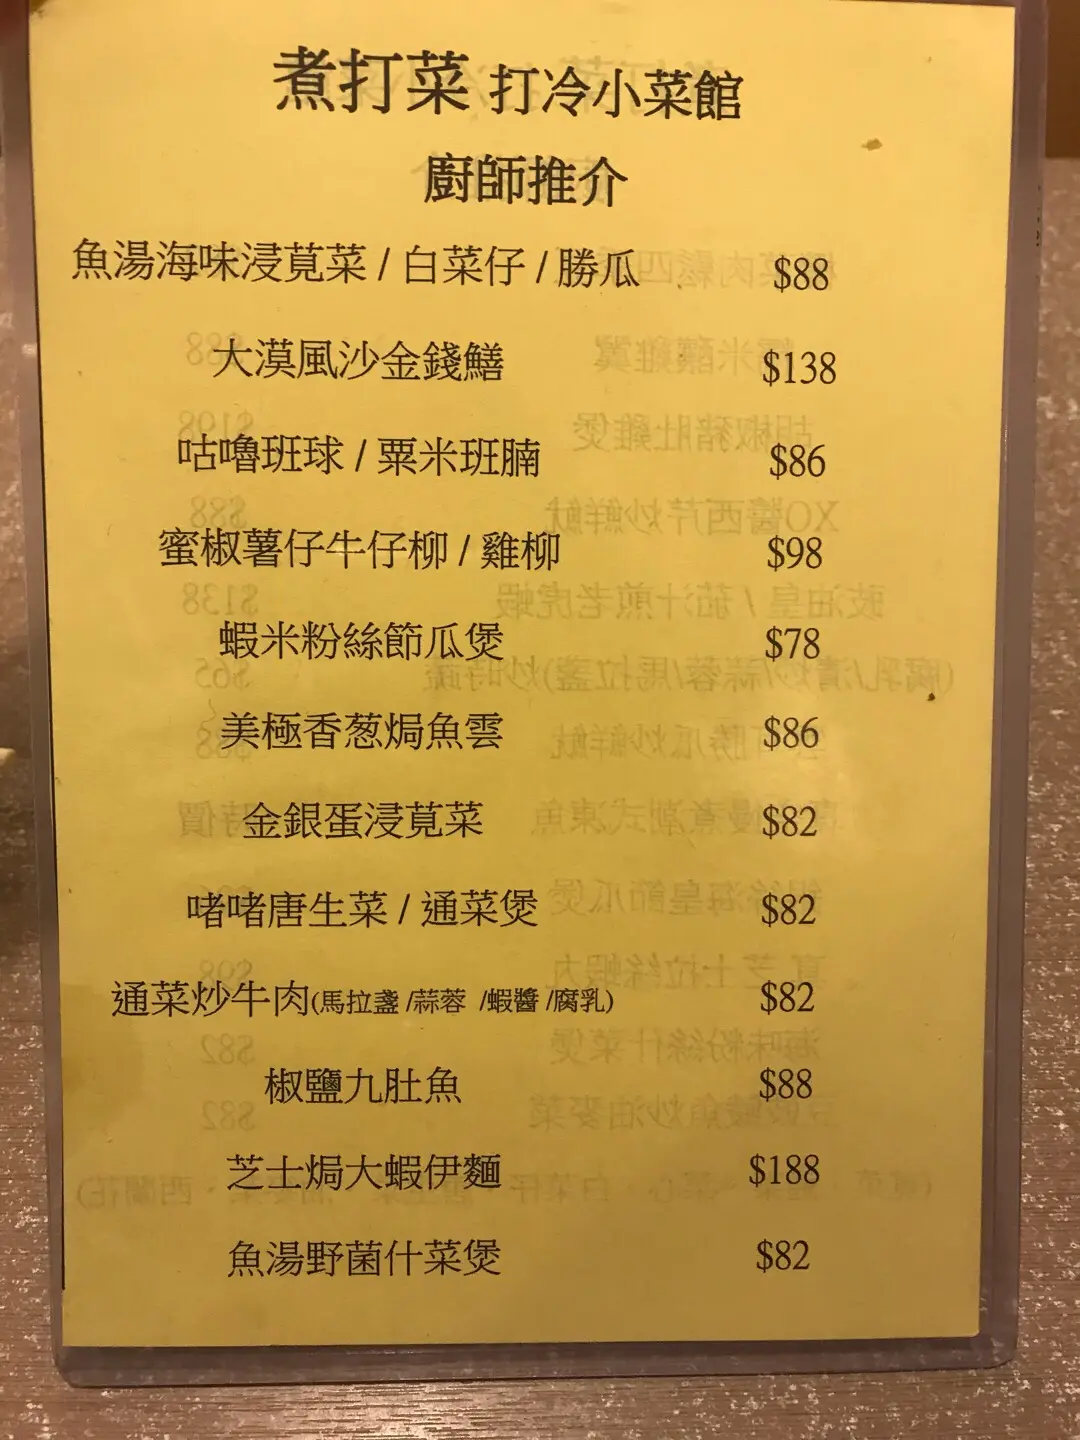 煮打菜 打冷小菜館
廚師推介
魚湯海味浸莧菜 / 白菜仔 / 勝瓜 $88
大漠風沙金錢鱔 $138
咕嚕班球 / 粟米班腩 $86
蜜椒薯仔牛仔柳 / 雞柳 $98
蝦米粉絲節瓜煲 $78
美極香葱焗魚雲 $86
金銀蛋浸莧菜 $82
啫啫唐生菜 / 通菜煲 $82
通菜炒牛肉(馬拉盞 /蒜蓉 /蝦醬 /腐乳) $82
椒鹽九肚魚 $88
芝士焗大蝦伊麵 $188
魚湯野菌什菜煲 $82